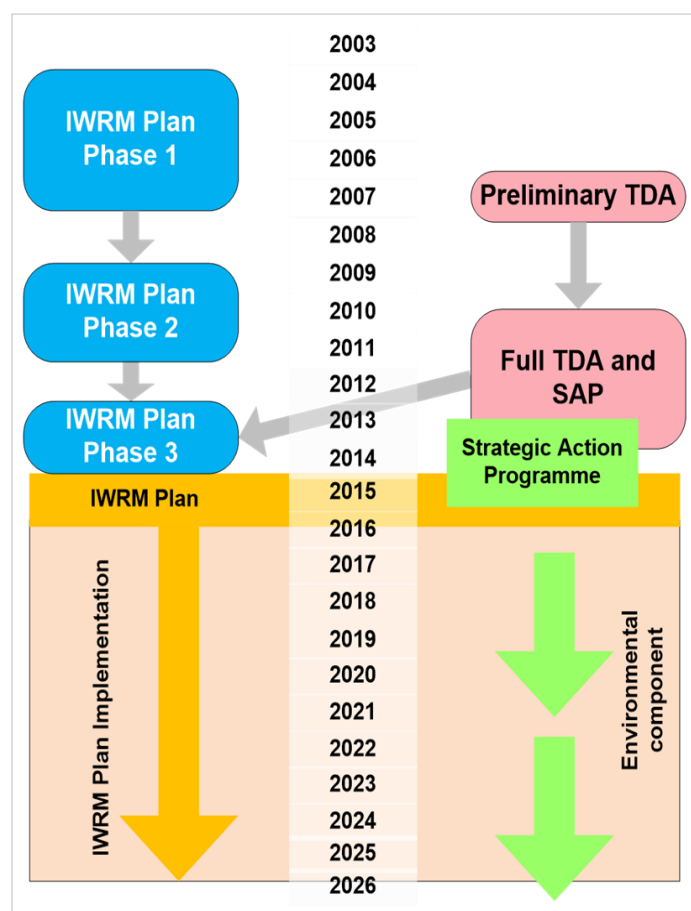 2003
2004
IWRM Plan
Phase 1
2005
2006
2007
Preliminary TDA
2008
2009
IWRM Plan
Phase 2
2010
2011
Full TDA and
SAP
2012
IWRM Plan
Phase 3
2013
2014
Strategic Action
Programme
IWRM Plan
2015
2016
2017
2018
2019
2020
2021
2022
2023
2024
2025
2026
IWRM Plan Implementation
Environmental
component